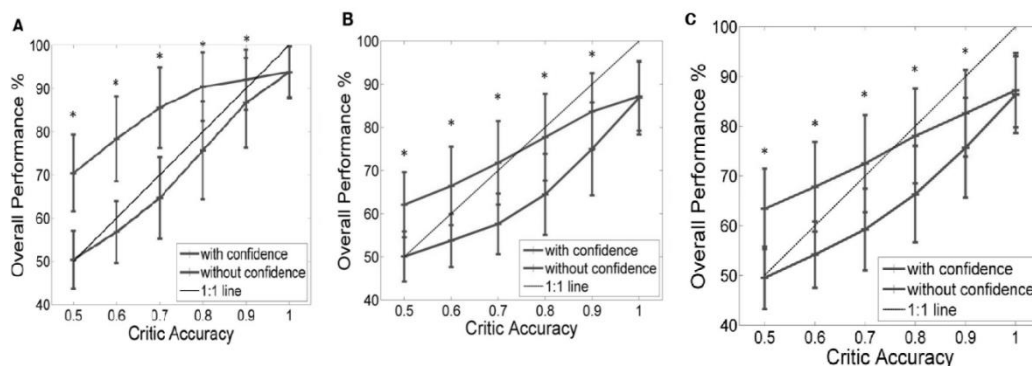 A
Overall Performance %
100
90
80
70
60
50
40
* * * * *
with confidence
without confidence
1:1 line
0.5 0.6 0.7 0.8 0.9 1
Critic Accuracy
B
Overall Performance %
100
90
80
70
60
50
40
* * * * *
with confidence
without confidence
1:1 line
0.5 0.6 0.7 0.8 0.9 1
Critic Accuracy
C
Overall Performance %
100
90
80
70
60
50
40
* * * * *
with confidence
without confidence
1:1 line
0.5 0.6 0.7 0.8 0.9 1
Critic Accuracy